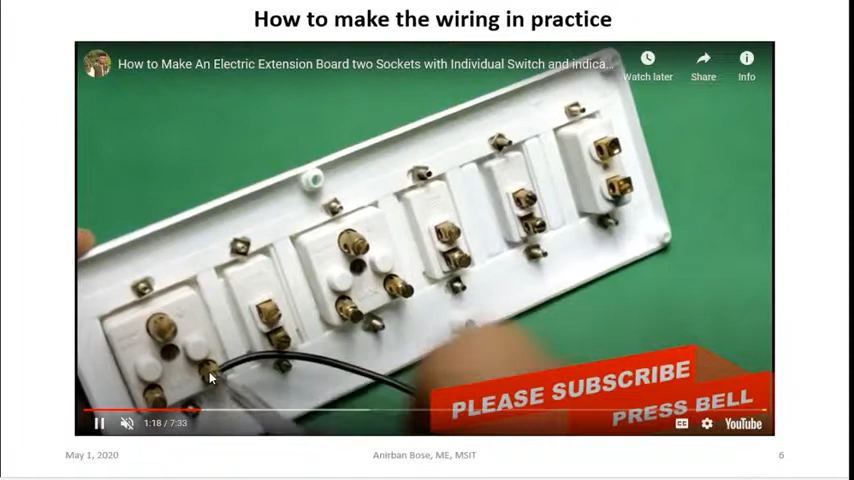 How to make the wiring in practice
How to Make An Electric Extension Board two Sockets with Individual Switch and indica...
Watch later
Share
Info
PLEASE SUBSCRIBE
PRESS BELL
1:18 / 7:33
CC
YouTube
May 1, 2020
Anirban Bose, ME, MSIT
6